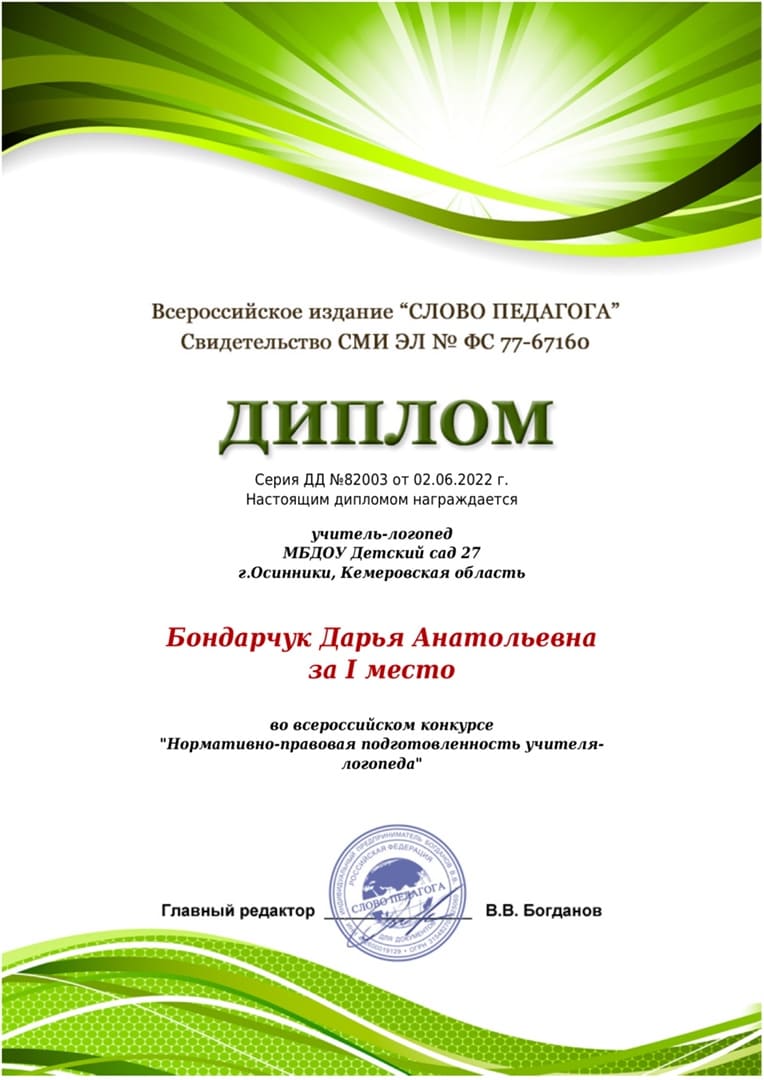 Всероссийское издание “СЛОВО ПЕДАГОГА”
Свидетельство СМИ ЭЛ № ФС 77-67160
ДИПЛОМ
Серия ДД №82003 от 02.06.2022 г.
Настоящим дипломом награждается
учитель-логопед
МБДОУ Детский сад 27
г.Осинники, Кемеровская область
Бондарчук Дарья Анатольевна
за I место
во всероссийском конкурсе
"Нормативно-правовая подготовленность учителя-
логопеда"
ИНДИВИДУАЛЬНЫЙ ПРЕДПРИНИМАТЕЛЬ БОГДАНОВ В.В.
РОССИЙСКАЯ ФЕДЕРАЦИЯ
СЛОВО ПЕДАГОГА
ДЛЯ ДОКУМЕНТОВ
Главный редактор
В.В. Богданов